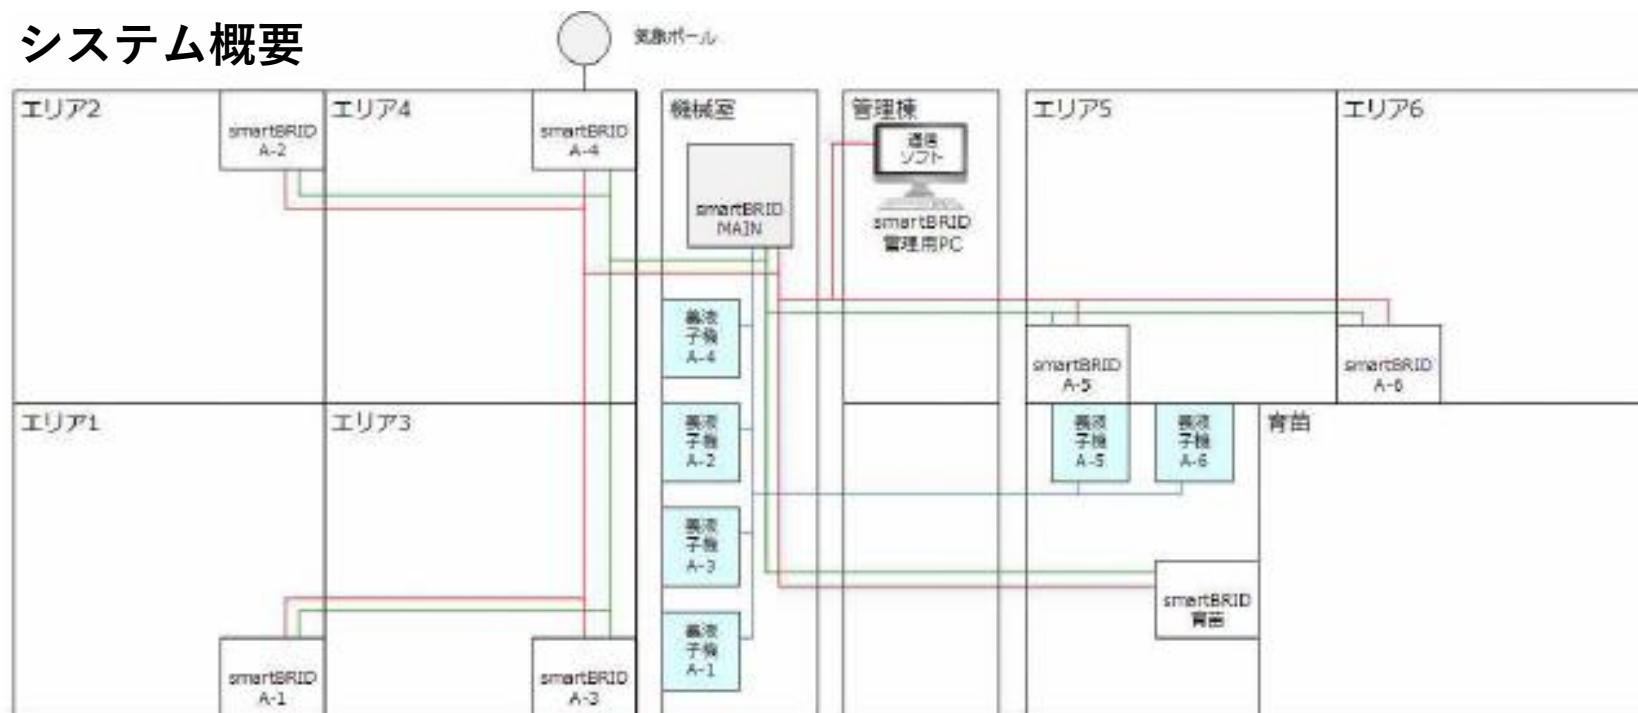 システム概要
気象ポール
エリア2
smartBRID
A-2
エリア4
smartBRID
A-4
機械室
smartBRID
MAIN
管理棟
通信
ソフト
smartBRID
管理用PC
エリア5
エリア6
養液
子機
A-4
smartBRID
A-5
smartBRID
A-6
エリア1
エリア3
養液
子機
A-2
養液
子機
A-5
養液
子機
A-6
育苗
養液
子機
A-3
smartBRID
育苗
養液
子機
A-1
smartBRID
A-1
smartBRID
A-3